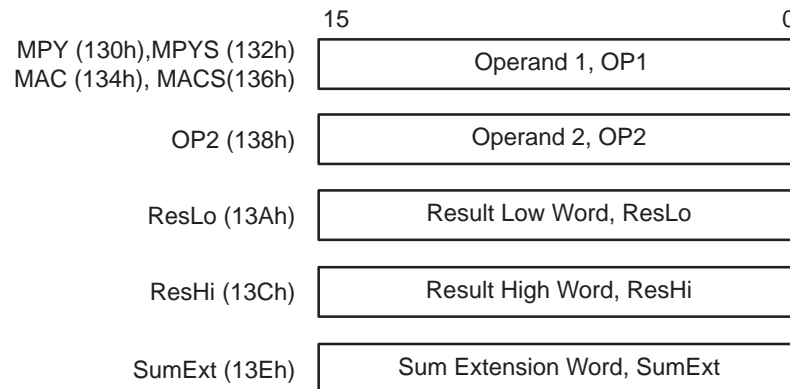 15 0
MPY (130h),MPYS (132h)
MAC (134h), MACS(136h)
Operand 1, OP1
OP2 (138h)
Operand 2, OP2
ResLo (13Ah)
Result Low Word, ResLo
ResHi (13Ch)
Result High Word, ResHi
SumExt (13Eh)
Sum Extension Word, SumExt